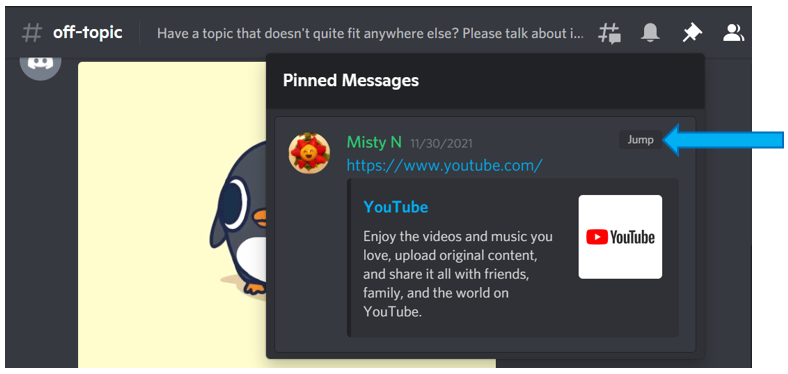 # off-topic Have a topic that doesn't quite fit anywhere else? Please talk about i...
Pinned Messages
Misty N 11/30/2021 Jump
https://www.youtube.com/
YouTube
Enjoy the videos and music you
love, upload original content,
and share it all with friends,
family, and the world on
YouTube.
YouTube